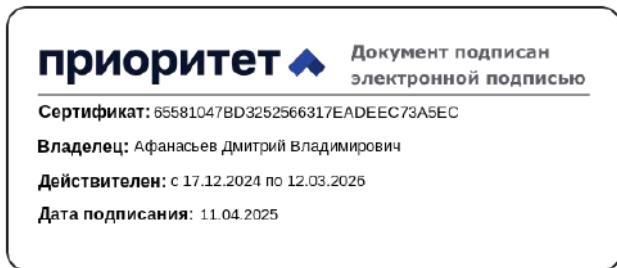 приоритет
Документ подписан
электронной подписью
Сертификат: 65581047BD3252566317EADEEC73A5EC
Владелец: Афанасьев Дмитрий Владимирович
Действителен: с 17.12.2024 по 12.03.2026
Дата подписания: 11.04.2025